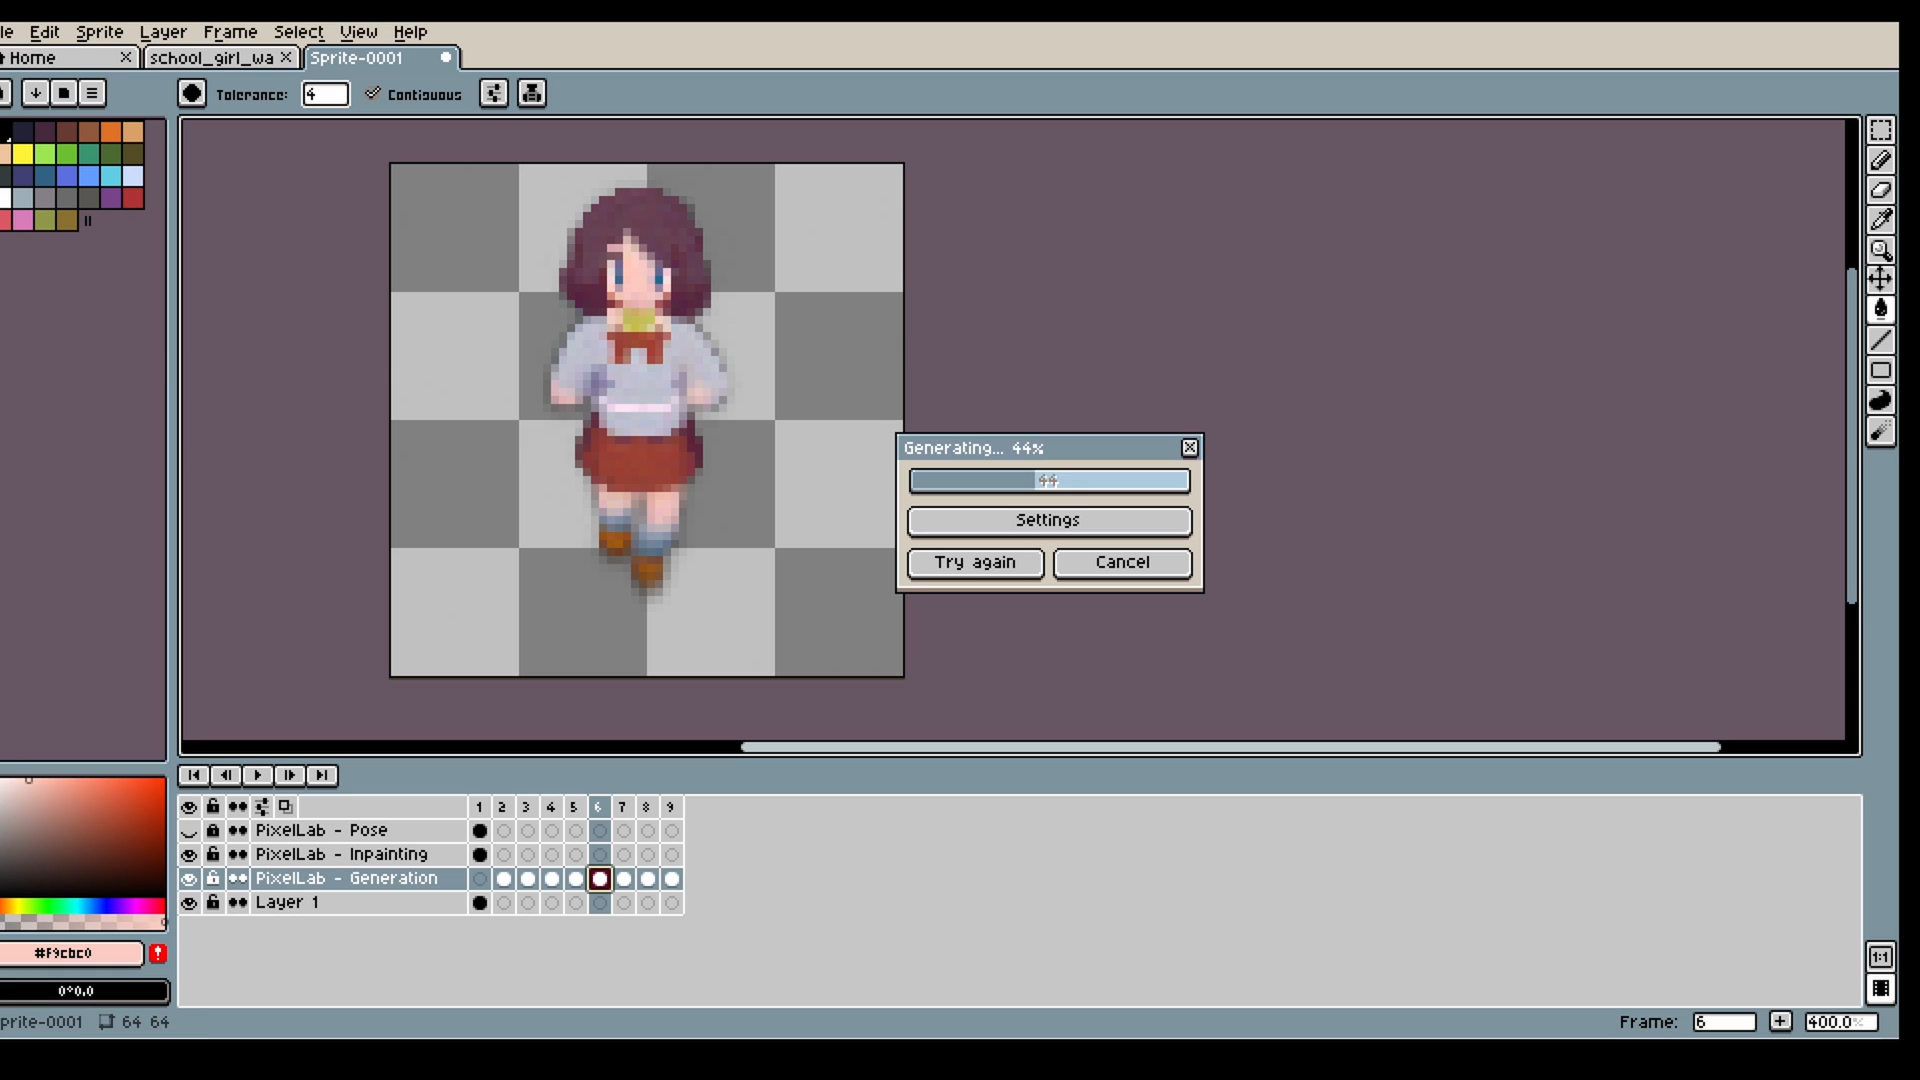 le Edit Sprite Layer Frame Select View Help
Home school_girl_wa Sprite-0001
Tolerance: 4 Contiguous
Generating... 44%
44
Settings
Try again Cancel
1 2 3 4 5 6 7 8 9
PixelLab - Pose
PixelLab - Inpainting
PixelLab - Generation
Layer 1
#F9cbc0
1:1
prite-0001 64 64
Frame: 6 + 400.0%